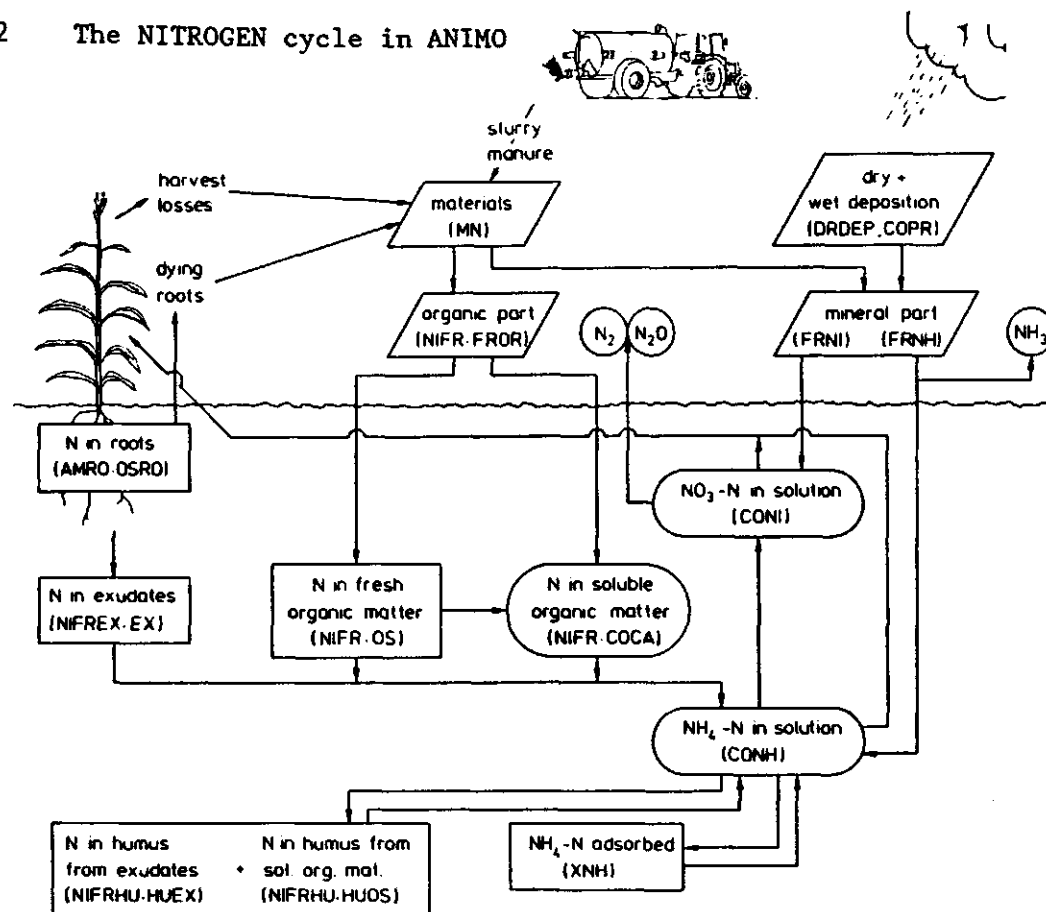 2 The NITROGEN cycle in ANIMO
slurry
manure
harvest
losses
materials
(MN)
dry +
wet deposition
(DRDEP,COPR)
dying
roots
organic part
(NIFR·FROR)
N₂
N₂O
mineral part
(FRNI) (FRNH)
NH₃
N in roots
(AMRO·OSRO)
NO₃-N in solution
(CONI)
N in exudates
(NIFREX·EX)
N in fresh
organic matter
(NIFR·OS)
N in soluble
organic matter
(NIFR·COCA)
NH₄-N in solution
(CONH)
N in humus
from exudates
(NIFRHU·HUEX)
+
N in humus from
sol. org. mat.
(NIFRHU·HUOS)
NH₄-N adsorbed
(XNH)